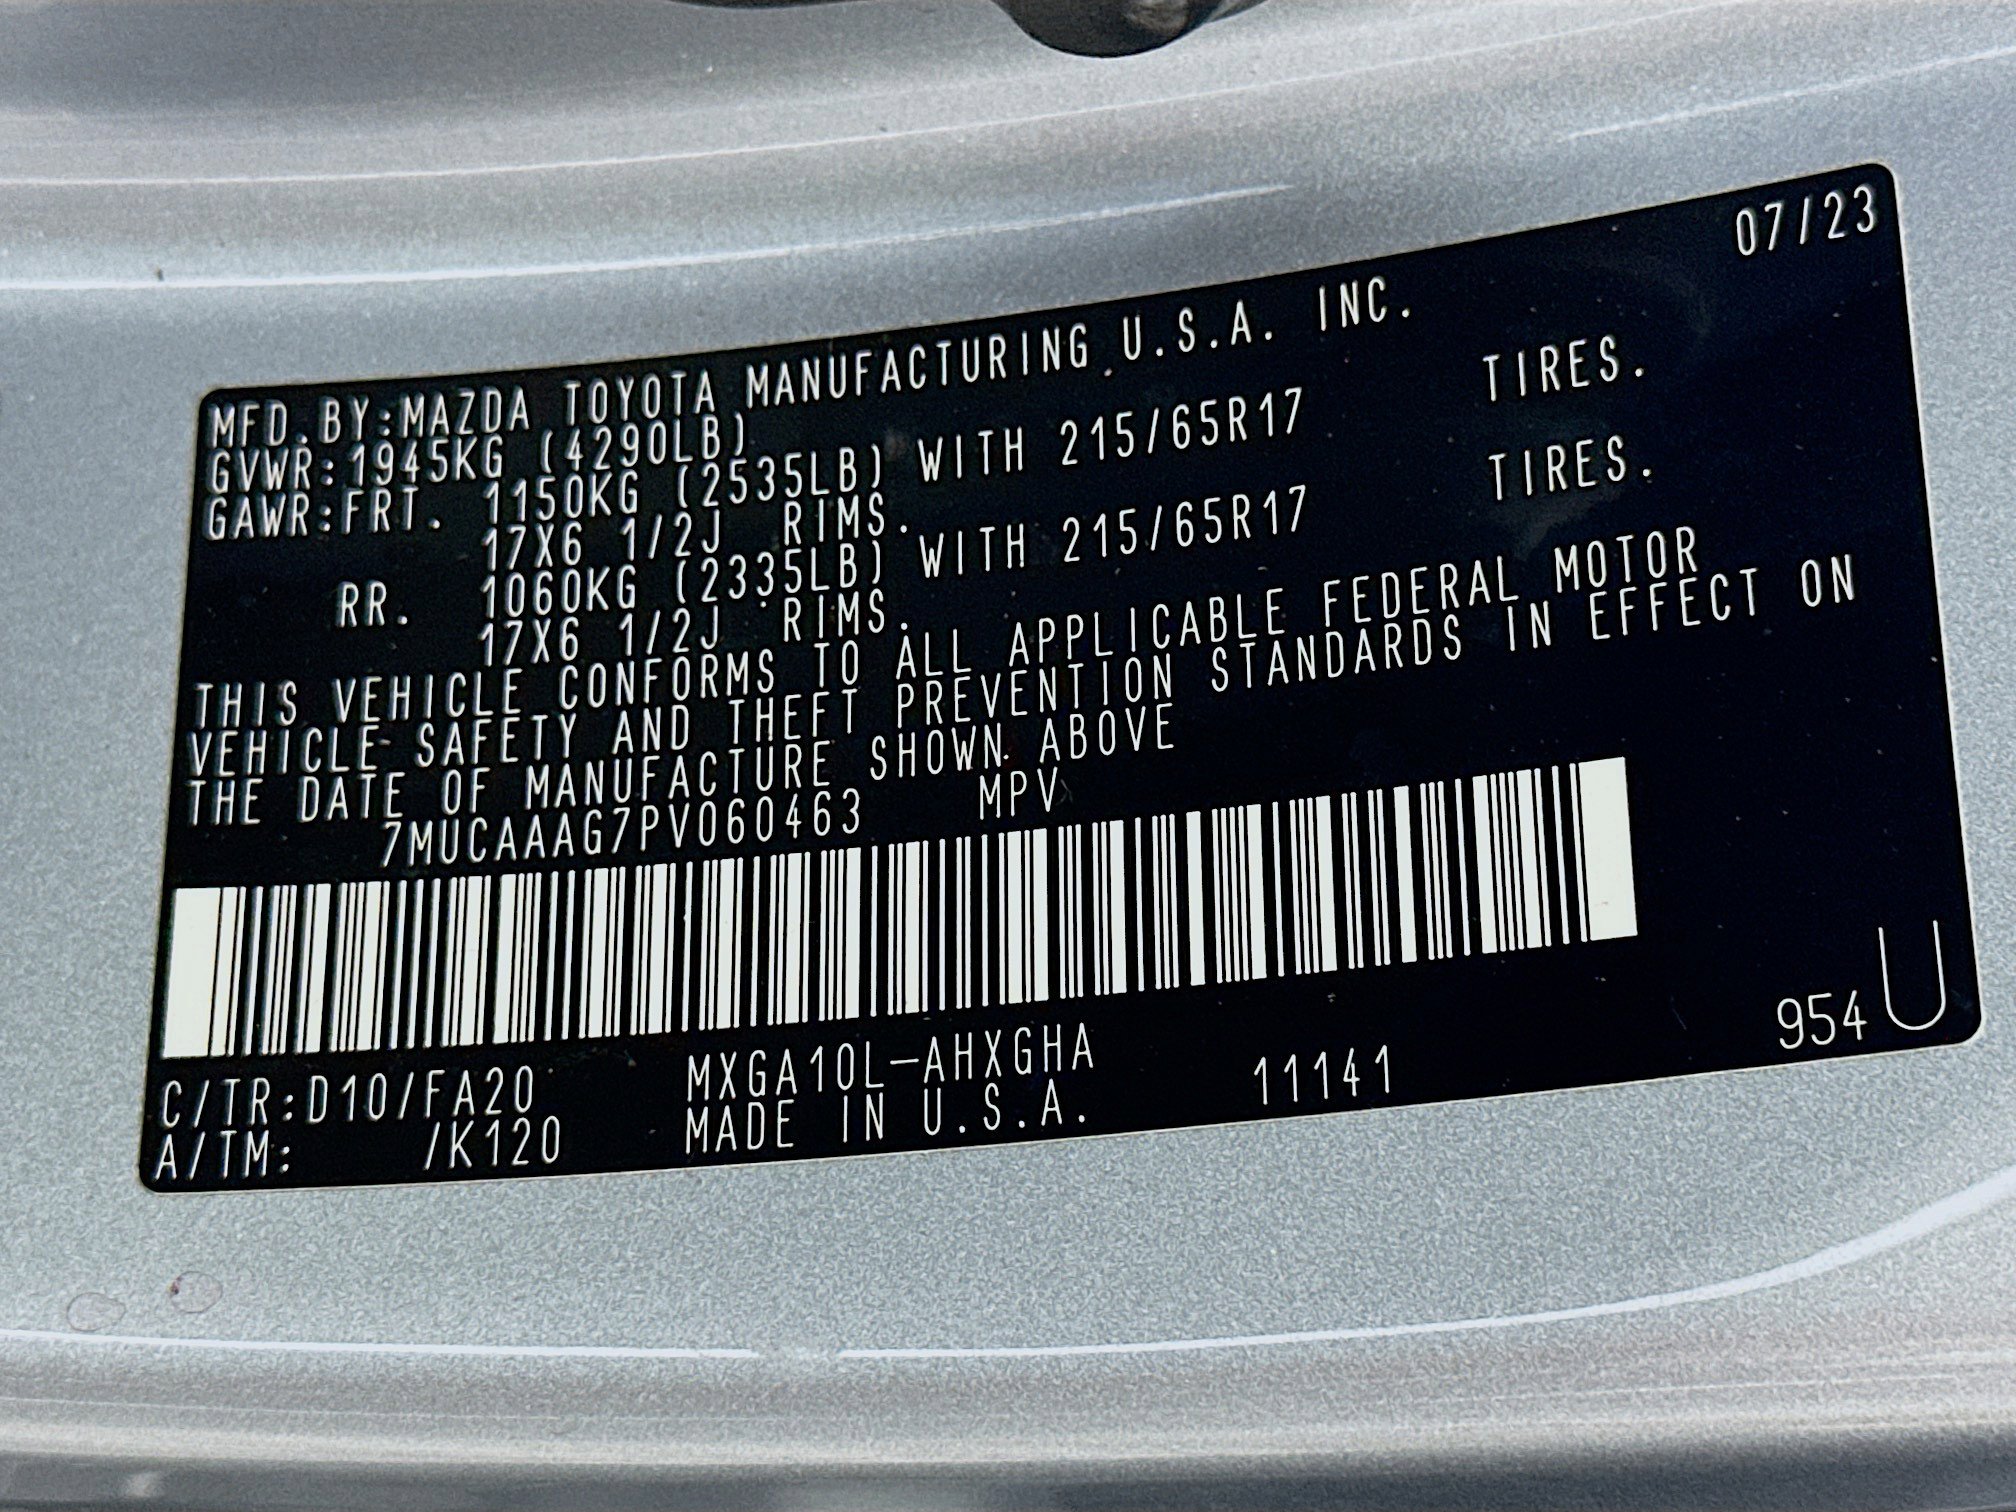 07/23
MFD.BY:MAZDA TOYOTA MANUFACTURING U.S.A. INC.
GVWR:1945KG (4290LB)
GAWR:FRT. 1150KG (2535LB) WITH 215/65R17 TIRES.
17X6 1/2J RIMS.
RR. 1060KG (2335LB) WITH 215/65R17 TIRES.
17X6 1/2J RIMS.
THIS VEHICLE CONFORMS TO ALL APPLICABLE FEDERAL MOTOR
VEHICLE SAFETY AND THEFT PREVENTION STANDARDS IN EFFECT ON
THE DATE OF MANUFACTURE SHOWN ABOVE
7MUCAAAG7PV060463 MPV
C/TR:D10/FA20 MXGA10L-AHXGHA 11141 954 U
A/TM: /K120 MADE IN U.S.A.